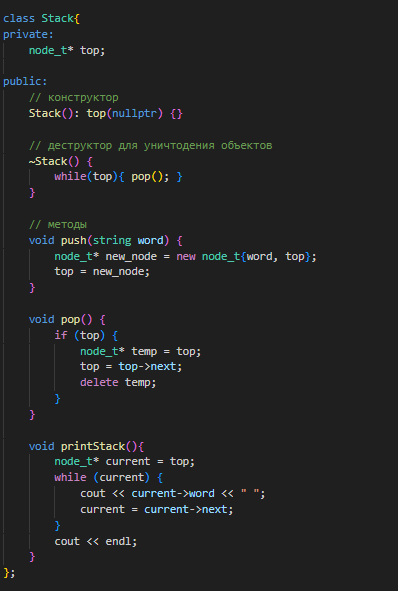 class Stack{
private:
    node_t* top;

public:
    // конструктор
    Stack(): top(nullptr) {}

    // деструктор для уничтодения объектов
    ~Stack() {
        while(top){ pop(); }
    }

    // методы
    void push(string word) {
        node_t* new_node = new node_t{word, top};
        top = new_node;
    }

    void pop() {
        if (top) {
            node_t* temp = top;
            top = top->next;
            delete temp;
        }
    }

    void printStack(){
        node_t* current = top;
        while (current) {
            cout << current->word << " ";
            current = current->next;
        }
        cout << endl;
    }
};